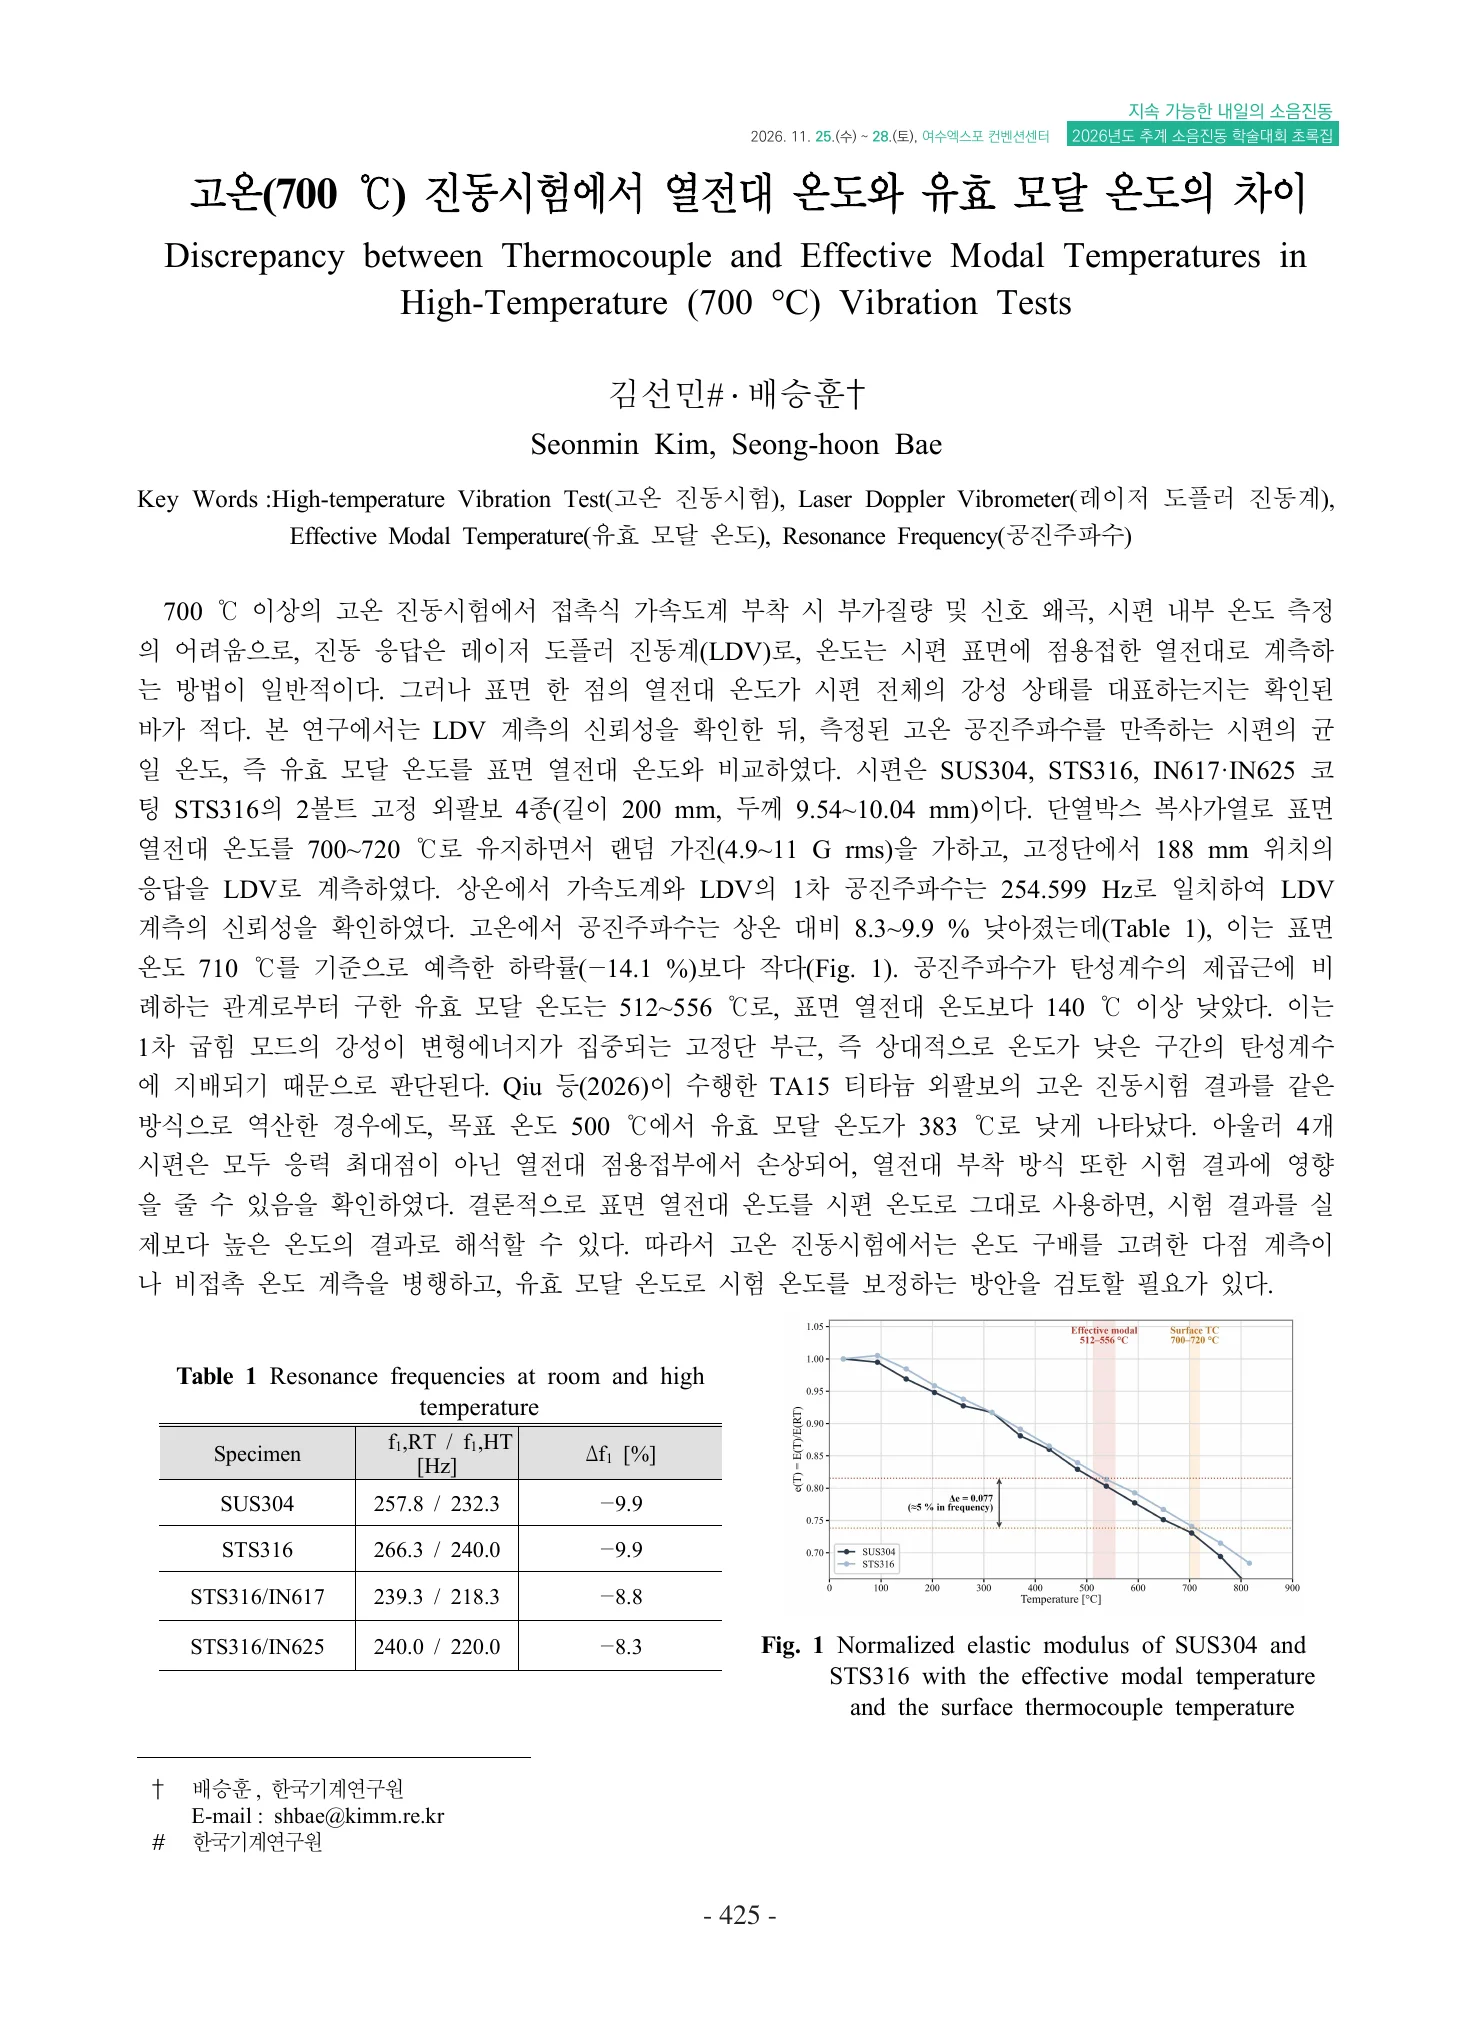 지속 가능한 내일의 소음진동
2026. 11. 25.(수) ~ 28.(토), 여수엑스포 컨벤션센터 2026년도 추계 소음진동 학술대회 초록집
고온(700 ℃) 진동시험에서 열전대 온도와 유효 모달 온도의 차이
Discrepancy between Thermocouple and Effective Modal Temperatures in
High-Temperature (700 °C) Vibration Tests
김선민#·배승훈†
Seonmin Kim, Seong-hoon Bae
Key Words :High-temperature Vibration Test(고온 진동시험), Laser Doppler Vibrometer(레이저 도플러 진동계),
Effective Modal Temperature(유효 모달 온도), Resonance Frequency(공진주파수)
700 ℃ 이상의 고온 진동시험에서 접촉식 가속도계 부착 시 부가질량 및 신호 왜곡, 시편 내부 온도 측정
의 어려움으로, 진동 응답은 레이저 도플러 진동계(LDV)로, 온도는 시편 표면에 점용접한 열전대로 계측하
는 방법이 일반적이다. 그러나 표면 한 점의 열전대 온도가 시편 전체의 강성 상태를 대표하는지는 확인된
바가 적다. 본 연구에서는 LDV 계측의 신뢰성을 확인한 뒤, 측정된 고온 공진주파수를 만족하는 시편의 균
일 온도, 즉 유효 모달 온도를 표면 열전대 온도와 비교하였다. 시편은 SUS304, STS316, IN617·IN625 코
팅 STS316의 2볼트 고정 외팔보 4종(길이 200 mm, 두께 9.54~10.04 mm)이다. 단열박스 복사가열로 표면
열전대 온도를 700~720 ℃로 유지하면서 랜덤 가진(4.9~11 G rms)을 가하고, 고정단에서 188 mm 위치의
응답을 LDV로 계측하였다. 상온에서 가속도계와 LDV의 1차 공진주파수는 254.599 Hz로 일치하여 LDV
계측의 신뢰성을 확인하였다. 고온에서 공진주파수는 상온 대비 8.3~9.9 % 낮아졌는데(Table 1), 이는 표면
온도 710 ℃를 기준으로 예측한 하락률(−14.1 %)보다 작다(Fig. 1). 공진주파수가 탄성계수의 제곱근에 비
례하는 관계로부터 구한 유효 모달 온도는 512~556 ℃로, 표면 열전대 온도보다 140 ℃ 이상 낮았다. 이는
1차 굽힘 모드의 강성이 변형에너지가 집중되는 고정단 부근, 즉 상대적으로 온도가 낮은 구간의 탄성계수
에 지배되기 때문으로 판단된다. Qiu 등(2026)이 수행한 TA15 티타늄 외팔보의 고온 진동시험 결과를 같은
방식으로 역산한 경우에도, 목표 온도 500 ℃에서 유효 모달 온도가 383 ℃로 낮게 나타났다. 아울러 4개
시편은 모두 응력 최대점이 아닌 열전대 점용접부에서 손상되어, 열전대 부착 방식 또한 시험 결과에 영향
을 줄 수 있음을 확인하였다. 결론적으로 표면 열전대 온도를 시편 온도로 그대로 사용하면, 시험 결과를 실
제보다 높은 온도의 결과로 해석할 수 있다. 따라서 고온 진동시험에서는 온도 구배를 고려한 다점 계측이
나 비접촉 온도 계측을 병행하고, 유효 모달 온도로 시험 온도를 보정하는 방안을 검토할 필요가 있다.
Table 1 Resonance frequencies at room and high
temperature
Specimen f₁,RT / f₁,HT [Hz] Δf₁ [%]
SUS304 257.8 / 232.3 −9.9
STS316 266.3 / 240.0 −9.9
STS316/IN617 239.3 / 218.3 −8.8
STS316/IN625 240.0 / 220.0 −8.3
1.05
1.00
0.95
0.90
0.85
0.80
0.75
0.70
e(T) = E(T)/E(RT)
Effective modal
512–556 °C
Surface TC
700–720 °C
Δe = 0.077
(≈5 % in frequency)
SUS304
STS316
0 100 200 300 400 500 600 700 800 900
Temperature [°C]
Fig. 1 Normalized elastic modulus of SUS304 and
STS316 with the effective modal temperature
and the surface thermocouple temperature
† 배승훈, 한국기계연구원
E-mail : shbae@kimm.re.kr
# 한국기계연구원
- 425 -